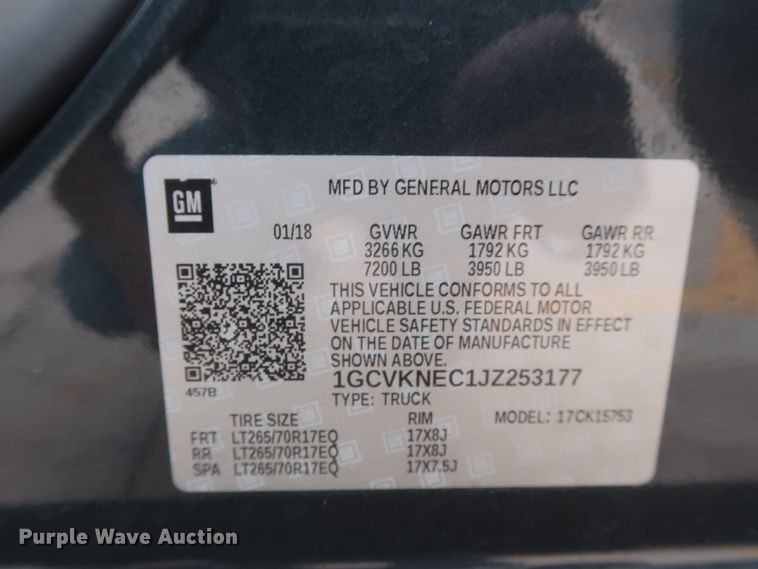 GM
MFD BY GENERAL MOTORS LLC
01/18 GVWR GAWR FRT GAWR RR
3266 KG 1792 KG 1792 KG
7200 LB 3950 LB 3950 LB
THIS VEHICLE CONFORMS TO ALL
APPLICABLE U.S. FEDERAL MOTOR
VEHICLE SAFETY STANDARDS IN EFFECT
ON THE DATE OF MANUFACTURE
SHOWN ABOVE.
1GCVKNEC1JZ253177
457B TYPE: TRUCK
TIRE SIZE RIM MODEL: 17CK15753
FRT LT265/70R17EQ 17X8J
RR LT265/70R17EQ 17X8J
SPA LT265/70R17EQ 17X7.5J
Purple Wave Auction